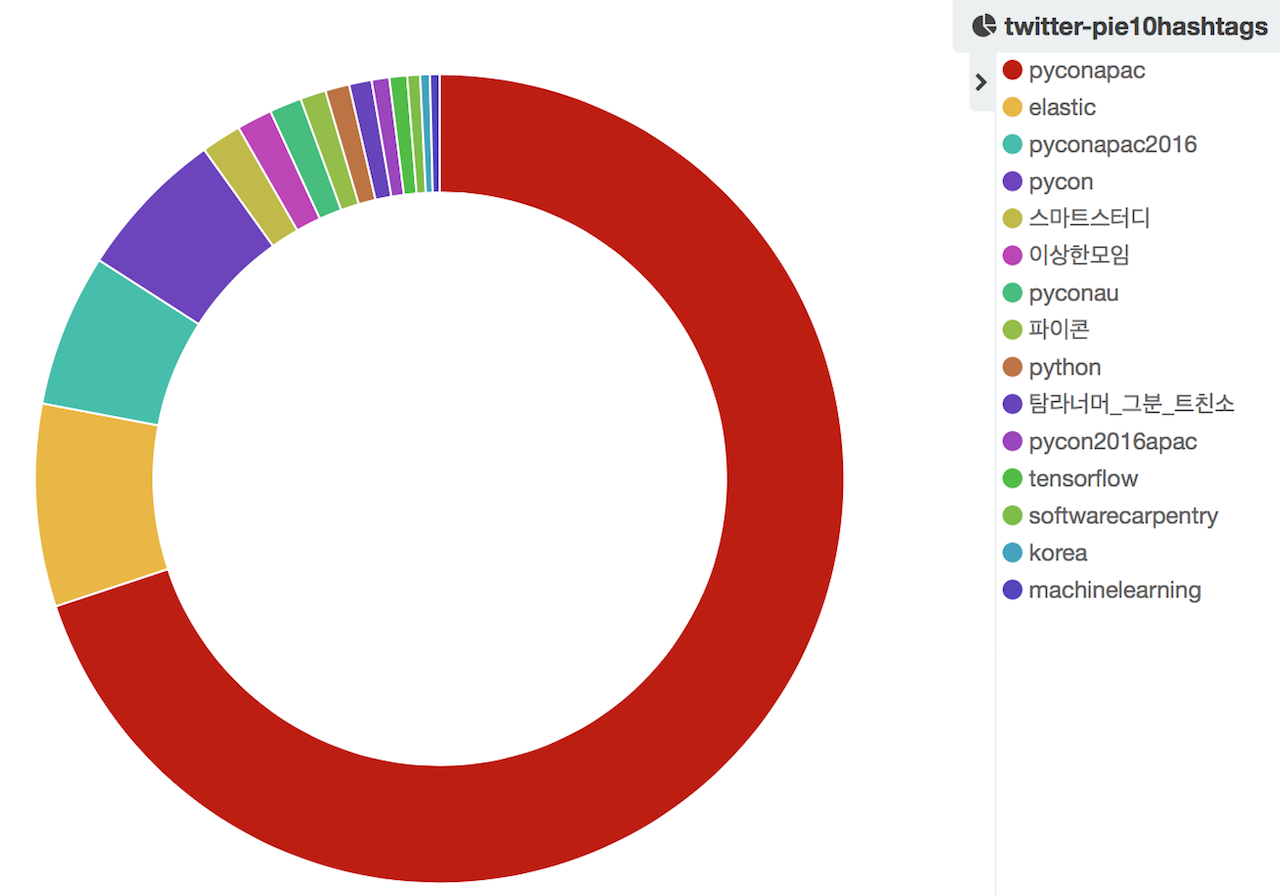 twitter-pie10hashtags
pyconapac
elastic
pyconapac2016
pycon
스마트스터디
이상한모임
pyconau
파이콘
python
탐라너머_그분_트친소
pycon2016apac
tensorflow
softwarecarpentry
korea
machinelearning